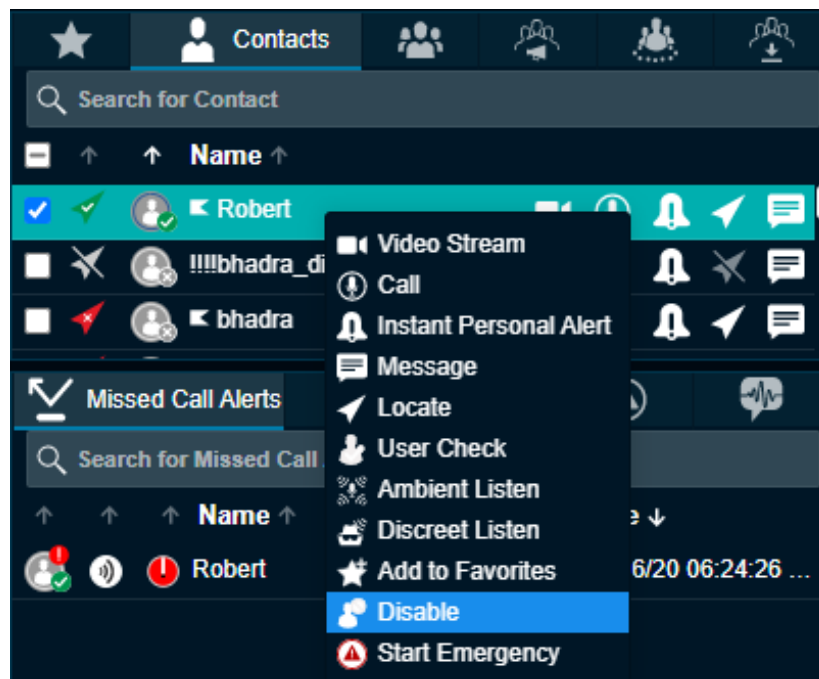 Contacts
Search for Contact
Name
Robert
!!!!bhadra_di
bhadra
Video Stream
Call
Instant Personal Alert
Message
Locate
User Check
Ambient Listen
Discreet Listen
Add to Favorites
Disable
Start Emergency
Missed Call Alerts
Search for Missed Call
Name
e
Robert
6/20 06:24:26 ...